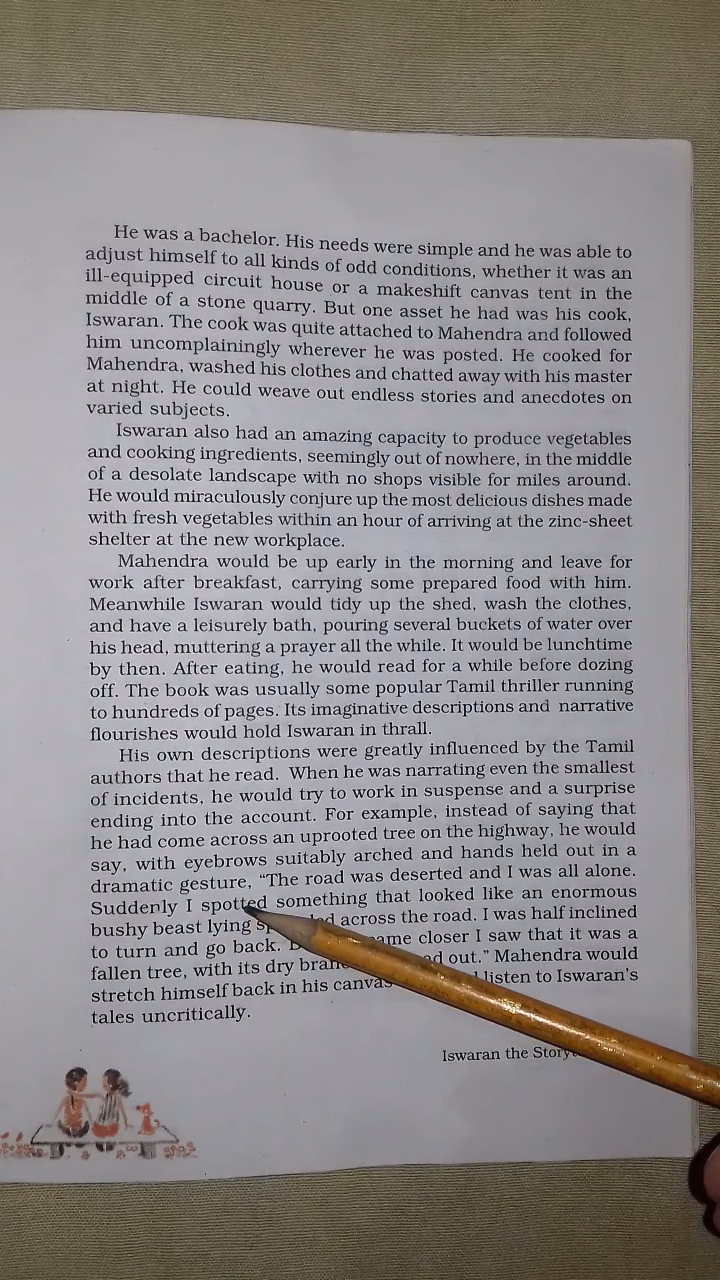 He was a bachelor. His needs were simple and he was able to
adjust himself to all kinds of odd conditions, whether it was an
ill-equipped circuit house or a makeshift canvas tent in the
middle of a stone quarry. But one asset he had was his cook,
Iswaran. The cook was quite attached to Mahendra and followed
him uncomplainingly wherever he was posted. He cooked for
Mahendra, washed his clothes and chatted away with his master
at night. He could weave out endless stories and anecdotes on
varied subjects.
Iswaran also had an amazing capacity to produce vegetables
and cooking ingredients, seemingly out of nowhere, in the middle
of a desolate landscape with no shops visible for miles around.
He would miraculously conjure up the most delicious dishes made
with fresh vegetables within an hour of arriving at the zinc-sheet
shelter at the new workplace.
Mahendra would be up early in the morning and leave for
work after breakfast, carrying some prepared food with him.
Meanwhile Iswaran would tidy up the shed, wash the clothes,
and have a leisurely bath, pouring several buckets of water over
his head, muttering a prayer all the while. It would be lunchtime
by then. After eating, he would read for a while before dozing
off. The book was usually some popular Tamil thriller running
to hundreds of pages. Its imaginative descriptions and narrative
flourishes would hold Iswaran in thrall.
His own descriptions were greatly influenced by the Tamil
authors that he read. When he was narrating even the smallest
of incidents, he would try to work in suspense and a surprise
ending into the account. For example, instead of saying that
he had come across an uprooted tree on the highway, he would
say, with eyebrows suitably arched and hands held out in a
dramatic gesture, “The road was deserted and I was all alone.
Suddenly I spotted something that looked like an enormous
bushy beast lying across the road. I was half inclined
to turn and go back. closer I saw that it was a
fallen tree, with its dry out.” Mahendra would
stretch himself back in his canvas listen to Iswaran’s
tales uncritically.
Iswaran the